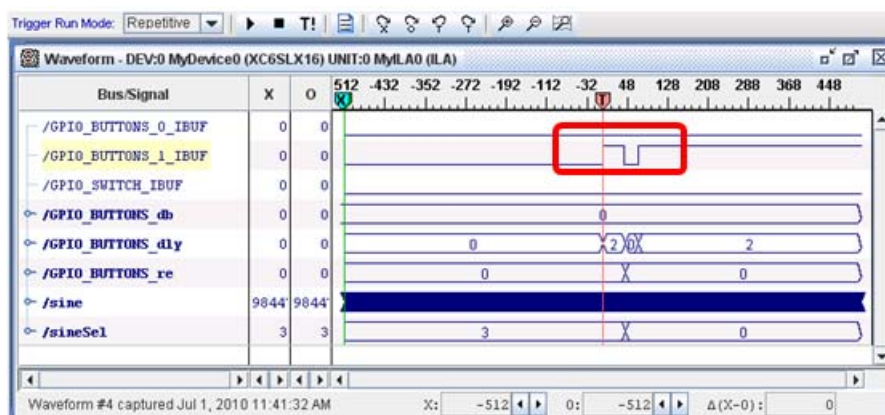 Trigger Run Mode: Repetitive T!
Waveform - DEV:0 MyDevice0 (XC6SLX16) UNIT:0 MyILA0 (ILA)
Bus/Signal X O 512 -432 -352 -272 -192 -112 -32 48 128 208 288 368 448
X T
/GPIO_BUTTONS_0_IBUF 0 0
/GPIO_BUTTONS_1_IBUF 0 0
/GPIO_SWITCH_IBUF 0 0
/GPIO_BUTTONS_db 0 0 0
/GPIO_BUTTONS_dly 0 0 0 2 0 2
/GPIO_BUTTONS_re 0 0 0 0
/sine 9844 9844
/sineSel 3 3 3 0
Waveform #4 captured Jul 1, 2010 11:41:32 AM X: -512 O: -512 Δ(X-O): 0